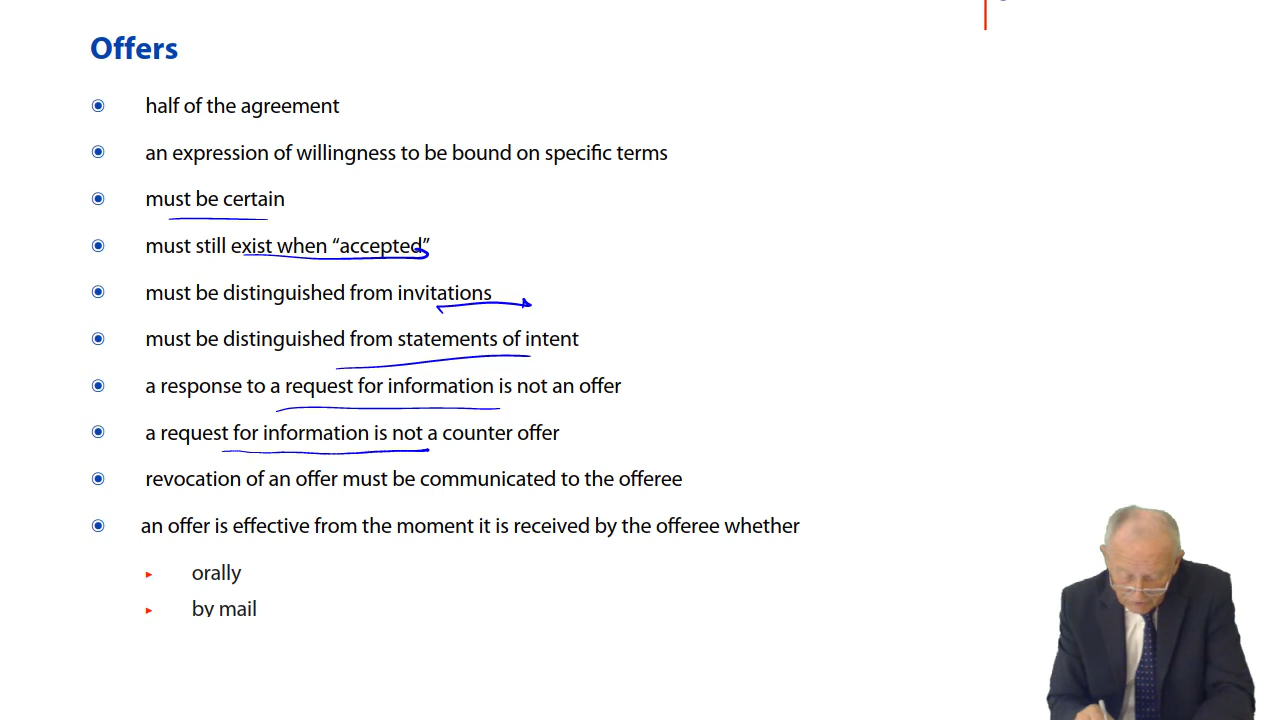 Offers
half of the agreement
an expression of willingness to be bound on specific terms
must be certain
must still exist when “accepted”
must be distinguished from invitations
must be distinguished from statements of intent
a response to a request for information is not an offer
a request for information is not a counter offer
revocation of an offer must be communicated to the offeree
an offer is effective from the moment it is received by the offeree whether
orally
by mail